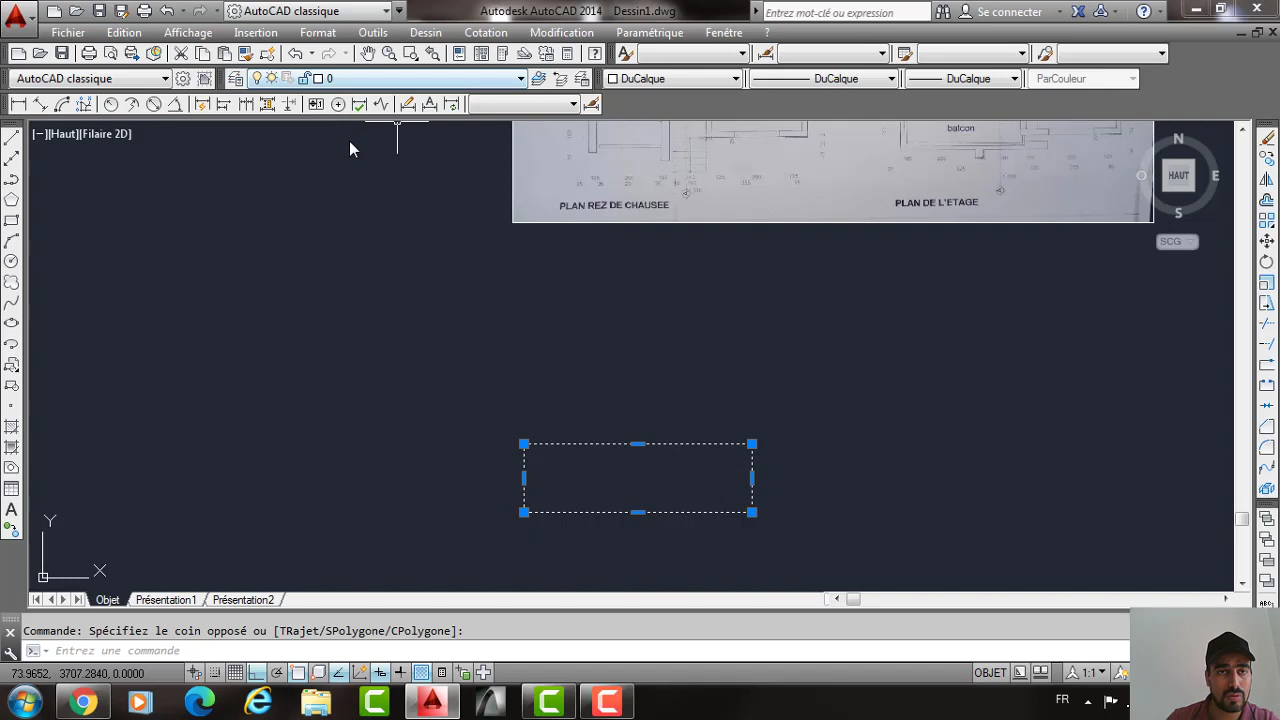 AutoCAD classique
Autodesk AutoCAD 2014 Dessin1.dwg
Entrez mot-clé ou expression
Se connecter
Fichier Edition Affichage Insertion Format Outils Dessin Cotation Modification Paramétrique Fenêtre ?
AutoCAD classique
0
DuCalque
DuCalque
DuCalque
ParCouleur
[−][Haut][Filaire 2D]
balcon
PLAN REZ DE CHAUSEE
PLAN DE L'ETAGE
N
O HAUT E
S
SCG
Y
X
Objet Présentation1 Présentation2
Commande: Spécifiez le coin opposé ou [TRajet/SPolygone/CPolygone]:
Entrez une commande
73.9652, 3707.2840, 0.0000
OBJET
1:1
FR